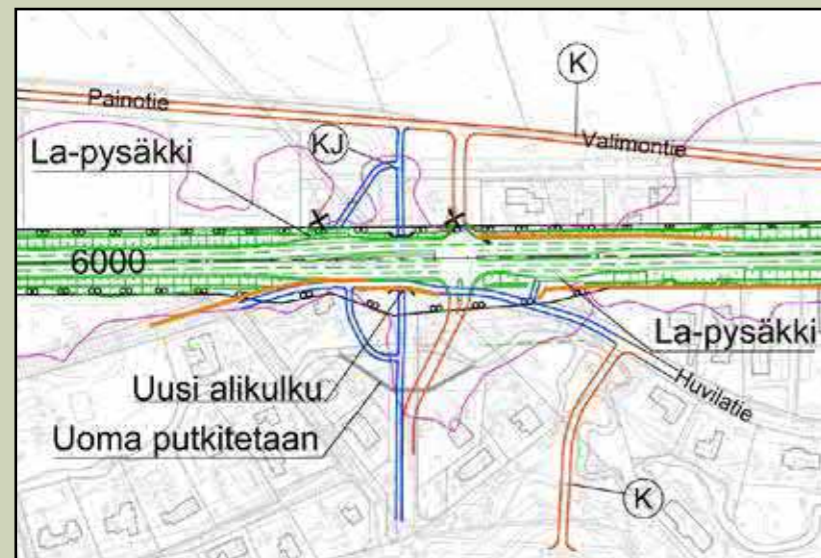 K
Painotie
KJ
Valimontie
La-pysäkki
6000
La-pysäkki
Uusi alikulku
Huvilatie
Uoma putkitetaan
K